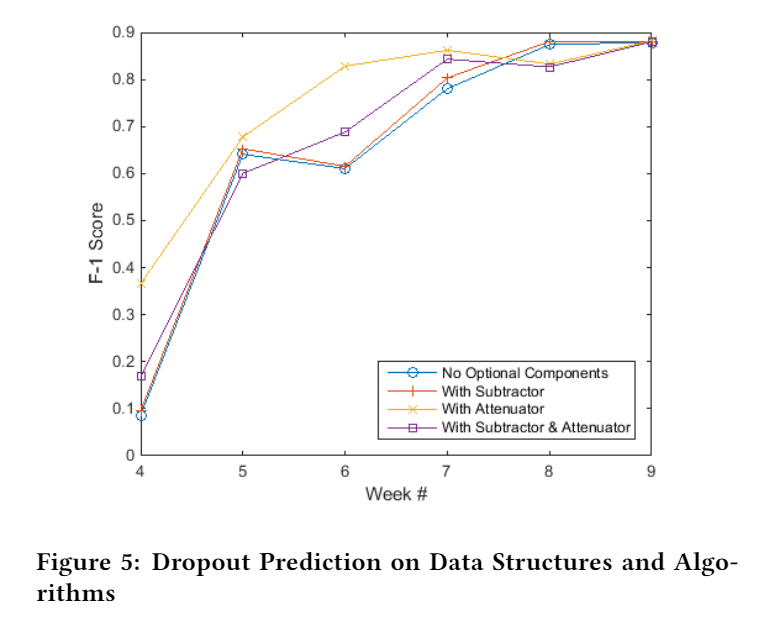 0.9
0.8
0.7
0.6
0.5
0.4
0.3
0.2
0.1
0
F-1 Score
4 5 6 7 8 9
Week #
No Optional Components
With Subtractor
With Attenuator
With Subtractor & Attenuator
Figure 5: Dropout Prediction on Data Structures and Algo-
rithms